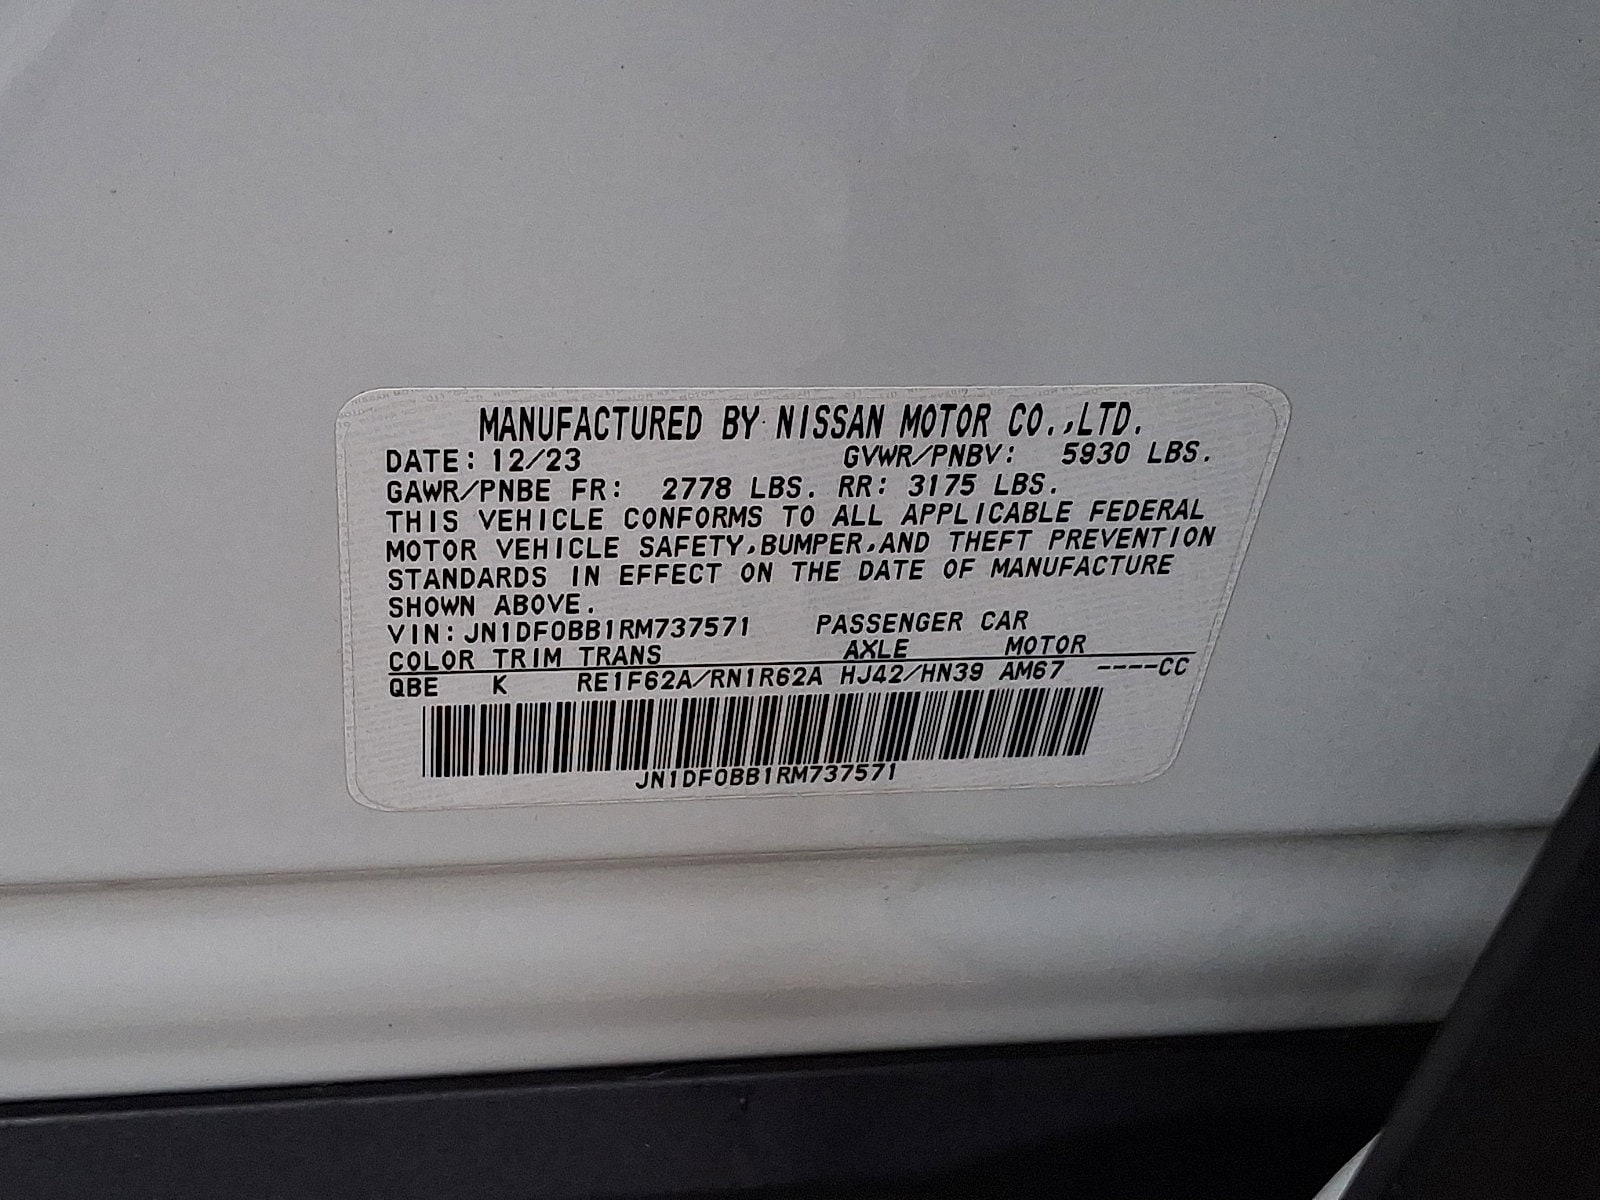 MANUFACTURED BY NISSAN MOTOR CO.,LTD.
DATE: 12/23 GVWR/PNBV: 5930 LBS.
GAWR/PNBE FR: 2778 LBS. RR: 3175 LBS.
THIS VEHICLE CONFORMS TO ALL APPLICABLE FEDERAL
MOTOR VEHICLE SAFETY,BUMPER,AND THEFT PREVENTION
STANDARDS IN EFFECT ON THE DATE OF MANUFACTURE
SHOWN ABOVE.
VIN: JN1DF0BB1RM737571 PASSENGER CAR
COLOR TRIM TRANS AXLE MOTOR
QBE K RE1F62A/RN1R62A HJ42/HN39 AM67 ----CC
JN1DF0BB1RM737571